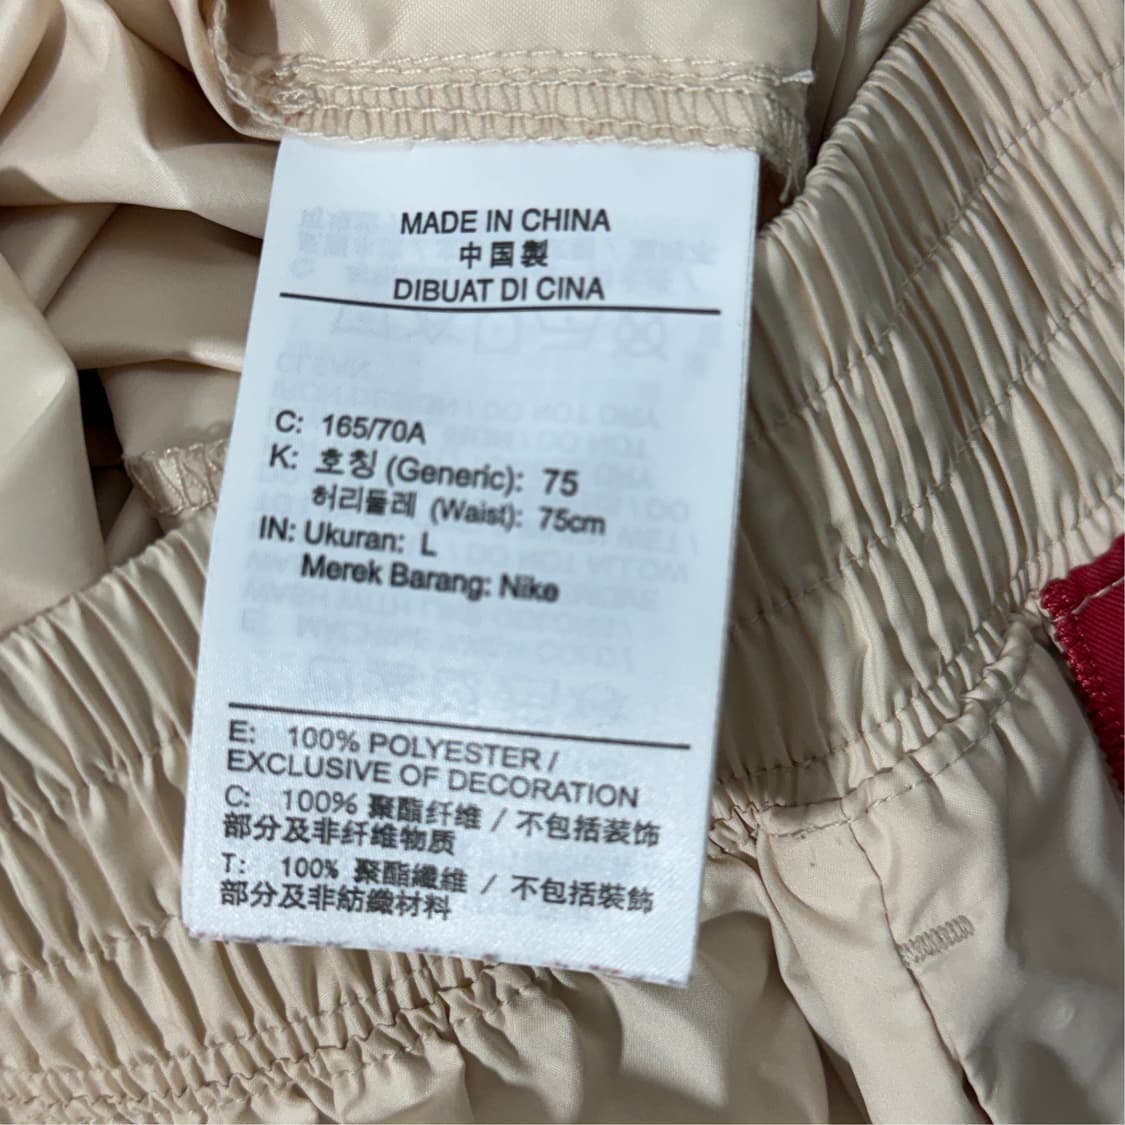 MADE IN CHINA
中国製
DIBUAT DI CINA
C: 165/70A
K: 호칭 (Generic): 75
허리둘레 (Waist): 75cm
IN: Ukuran: L
Merek Barang: Nike
E: 100% POLYESTER /
EXCLUSIVE OF DECORATION
C: 100% 聚酯纤维 / 不包括装饰
部分及非纤维物质
T: 100% 聚酯纖維 / 不包括裝飾
部分及非紡織材料